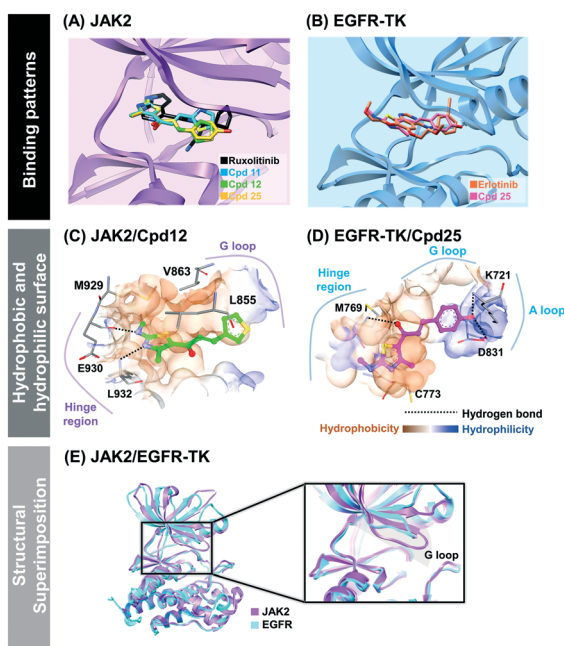 (A) JAK2
(B) EGFR-TK
Binding patterns
Ruxolitinib
Cpd 11
Cpd 12
Cpd 25
Erlotinib
Cpd 25
Hydrophobic and
hydrophilic surface
(C) JAK2/Cpd12
G loop
V863
M929
L855
E930
L932
Hinge
region
(D) EGFR-TK/Cpd25
G loop
Hinge
region
K721
M769
A loop
D831
C773
Hydrogen bond
Hydrophobicity
Hydrophilicity
Structural
Superimposition
(E) JAK2/EGFR-TK
G loop
JAK2
EGFR